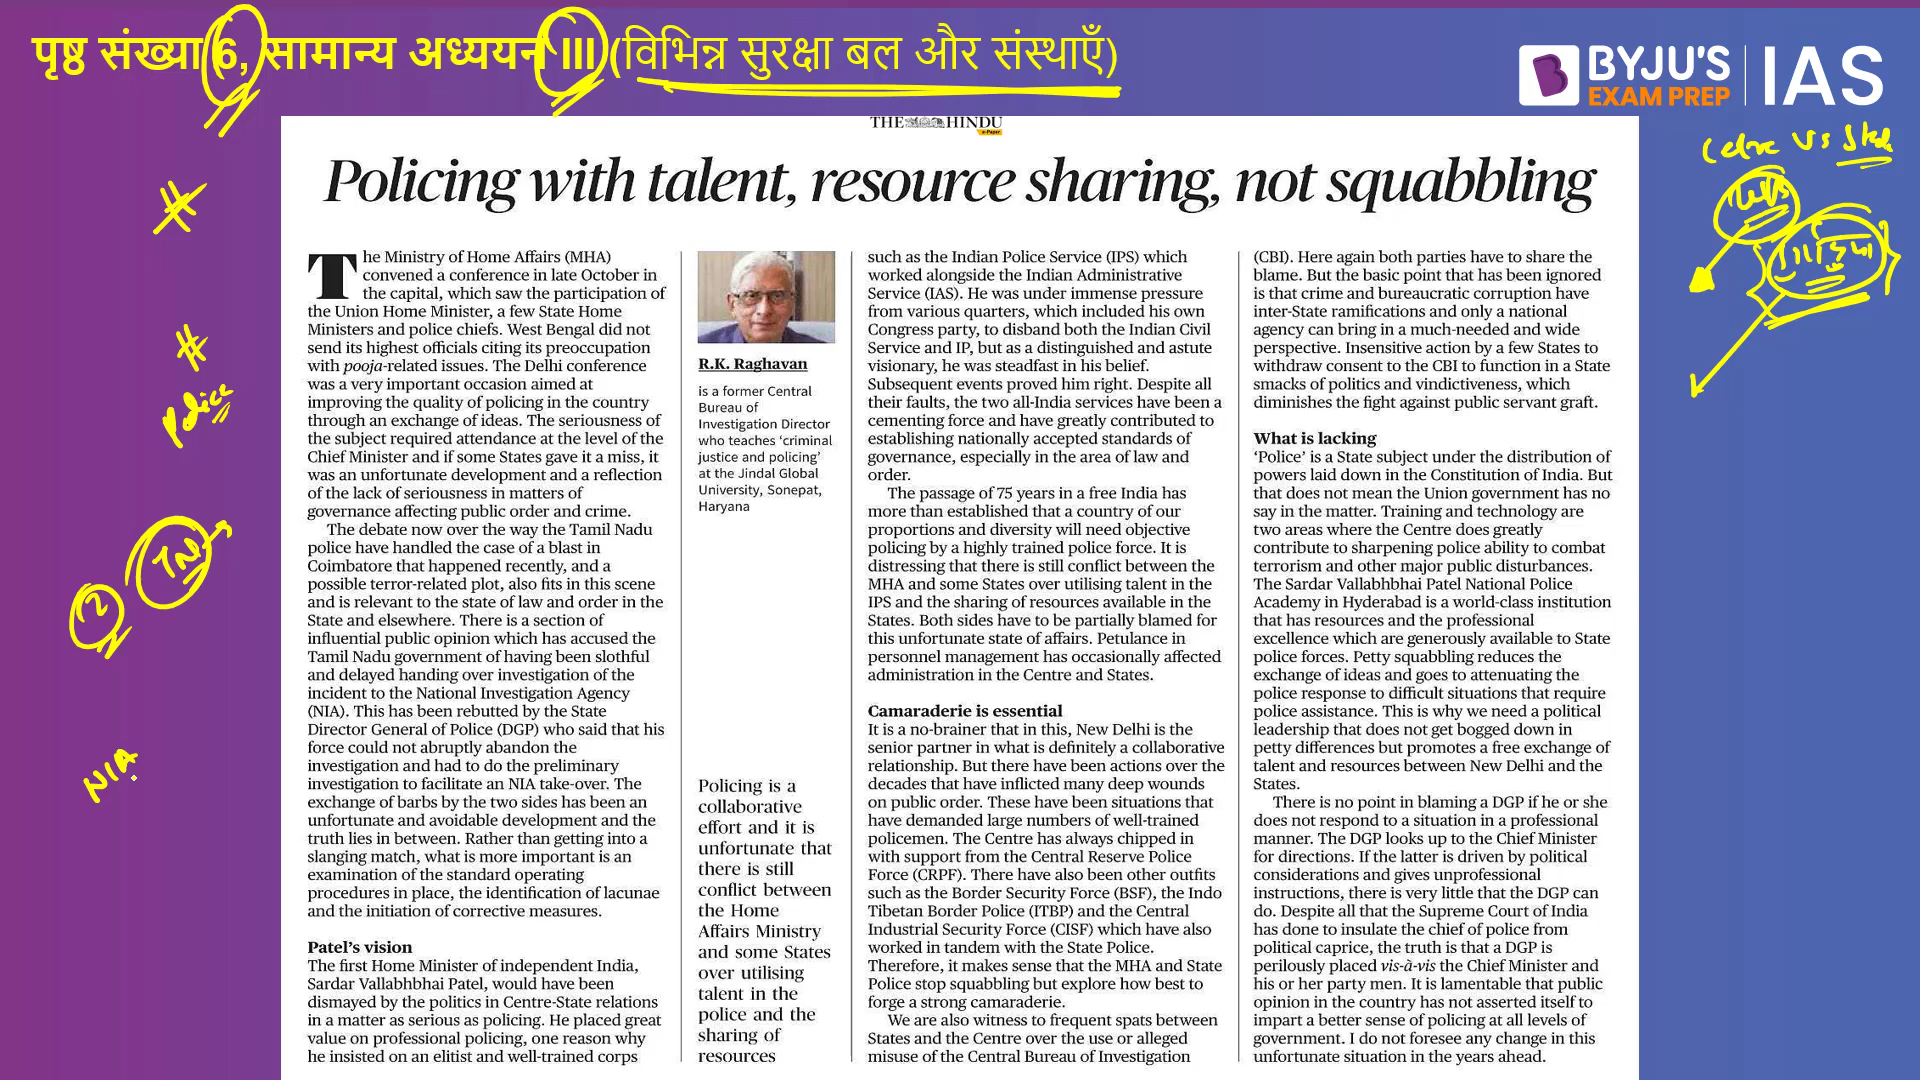 पृष्ठ संख्या 6, सामान्य अध्ययन III (विभिन्न सुरक्षा बल और संस्थाएँ)
BYJU'S
EXAM PREP
IAS
THE HINDU
e-Paper
Policing with talent, resource sharing, not squabbling
The Ministry of Home Affairs (MHA)
convened a conference in late October in
the capital, which saw the participation of
the Union Home Minister, a few State Home
Ministers and police chiefs. West Bengal did not
send its highest officials citing its preoccupation
with pooja-related issues. The Delhi conference
was a very important occasion aimed at
improving the quality of policing in the country
through an exchange of ideas. The seriousness of
the subject required attendance at the level of the
Chief Minister and if some States gave it a miss, it
was an unfortunate development and a reflection
of the lack of seriousness in matters of
governance affecting public order and crime.
The debate now over the way the Tamil Nadu
police have handled the case of a blast in
Coimbatore that happened recently, and a
possible terror-related plot, also fits in this scene
and is relevant to the state of law and order in the
State and elsewhere. There is a section of
influential public opinion which has accused the
Tamil Nadu government of having been slothful
and delayed handing over investigation of the
incident to the National Investigation Agency
(NIA). This has been rebutted by the State
Director General of Police (DGP) who said that his
force could not abruptly abandon the
investigation and had to do the preliminary
investigation to facilitate an NIA take-over. The
exchange of barbs by the two sides has been an
unfortunate and avoidable development and the
truth lies in between. Rather than getting into a
slanging match, what is more important is an
examination of the standard operating
procedures in place, the identification of lacunae
and the initiation of corrective measures.
Patel's vision
The first Home Minister of independent India,
Sardar Vallabhbhai Patel, would have been
dismayed by the politics in Centre-State relations
in a matter as serious as policing. He placed great
value on professional policing, one reason why
he insisted on an elitist and well-trained corps
R.K. Raghavan
is a former Central
Bureau of
Investigation Director
who teaches 'criminal
justice and policing'
at the Jindal Global
University, Sonepat,
Haryana
Policing is a
collaborative
effort and it is
unfortunate that
there is still
conflict between
the Home
Affairs Ministry
and some States
over utilising
talent in the
police and the
sharing of
resources
such as the Indian Police Service (IPS) which
worked alongside the Indian Administrative
Service (IAS). He was under immense pressure
from various quarters, which included his own
Congress party, to disband both the Indian Civil
Service and IP, but as a distinguished and astute
visionary, he was steadfast in his belief.
Subsequent events proved him right. Despite all
their faults, the two all-India services have been a
cementing force and have greatly contributed to
establishing nationally accepted standards of
governance, especially in the area of law and
order.
The passage of 75 years in a free India has
more than established that a country of our
proportions and diversity will need objective
policing by a highly trained police force. It is
distressing that there is still conflict between the
MHA and some States over utilising talent in the
IPS and the sharing of resources available in the
States. Both sides have to be partially blamed for
this unfortunate state of affairs. Petulance in
personnel management has occasionally affected
administration in the Centre and States.
Camaraderie is essential
It is a no-brainer that in this, New Delhi is the
senior partner in what is definitely a collaborative
relationship. But there have been actions over the
decades that have inflicted many deep wounds
on public order. These have been situations that
have demanded large numbers of well-trained
policemen. The Centre has always chipped in
with support from the Central Reserve Police
Force (CRPF). There have also been other outfits
such as the Border Security Force (BSF), the Indo
Tibetan Border Police (ITBP) and the Central
Industrial Security Force (CISF) which have also
worked in tandem with the State Police.
Therefore, it makes sense that the MHA and State
Police stop squabbling but explore how best to
forge a strong camaraderie.
We are also witness to frequent spats between
States and the Centre over the use or alleged
misuse of the Central Bureau of Investigation
(CBI). Here again both parties have to share the
blame. But the basic point that has been ignored
is that crime and bureaucratic corruption have
inter-State ramifications and only a national
agency can bring in a much-needed and wide
perspective. Insensitive action by a few States to
withdraw consent to the CBI to function in a State
smacks of politics and vindictiveness, which
diminishes the fight against public servant graft.
What is lacking
'Police' is a State subject under the distribution of
powers laid down in the Constitution of India. But
that does not mean the Union government has no
say in the matter. Training and technology are
two areas where the Centre does greatly
contribute to sharpening police ability to combat
terrorism and other major public disturbances.
The Sardar Vallabhbhai Patel National Police
Academy in Hyderabad is a world-class institution
that has resources and the professional
excellence which are generously available to State
police forces. Petty squabbling reduces the
exchange of ideas and goes to attenuating the
police response to difficult situations that require
police assistance. This is why we need a political
leadership that does not get bogged down in
petty differences but promotes a free exchange of
talent and resources between New Delhi and the
States.
There is no point in blaming a DGP if he or she
does not respond to a situation in a professional
manner. The DGP looks up to the Chief Minister
for directions. If the latter is driven by political
considerations and gives unprofessional
instructions, there is very little that the DGP can
do. Despite all that the Supreme Court of India
has done to insulate the chief of police from
political caprice, the truth is that a DGP is
perilously placed vis-à-vis the Chief Minister and
his or her party men. It is lamentable that public
opinion in the country has not asserted itself to
impart a better sense of policing at all levels of
government. I do not foresee any change in this
unfortunate situation in the years ahead.
#
#
Police
2 TN
NIA
Vs